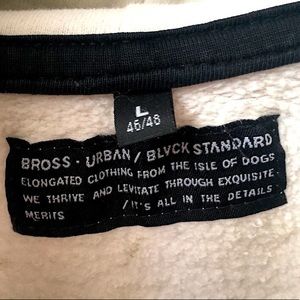 L
46/48
BROSS - URBAN / BLVCK STANDARD
ELONGATED CLOTHING FROM THE ISLE OF DOGS
WE THRIVE AND LEVITATE THROUGH EXQUISITE
MERITS / IT'S ALL IN THE DETAILS